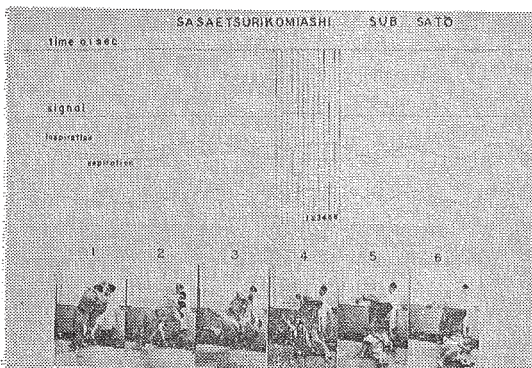 SASAETSURIKOMIASHI SUB SATO
time 0.1 sec
signal
inspiration
expiration
123456
1 2 3 4 5 6